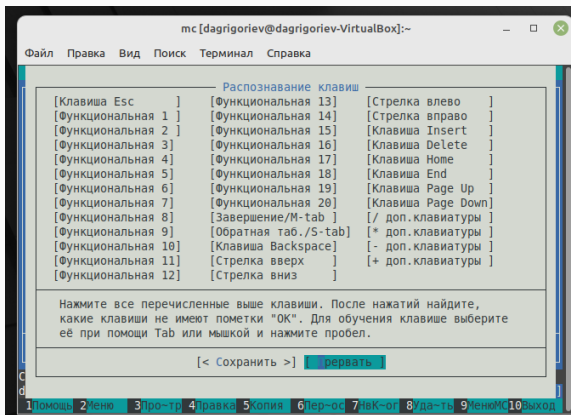 mc [dagrigoriev@dagrigoriev-VirtualBox]:~
Файл Правка Вид Поиск Терминал Справка
Распознавание клавиш
[Клавиша Esc ] [Функциональная 13] [Стрелка влево ]
[Функциональная 1 ] [Функциональная 14] [Стрелка вправо ]
[Функциональная 2 ] [Функциональная 15] [Клавиша Insert ]
[Функциональная 3] [Функциональная 16] [Клавиша Delete ]
[Функциональная 4] [Функциональная 17] [Клавиша Home ]
[Функциональная 5] [Функциональная 18] [Клавиша End ]
[Функциональная 6] [Функциональная 19] [Клавиша Page Up ]
[Функциональная 7] [Функциональная 20] [Клавиша Page Down]
[Функциональная 8] [Завершение/M-tab ] [/ доп.клавиатуры ]
[Функциональная 9] [Обратная таб./S-tab] [* доп.клавиатуры ]
[Функциональная 10] [Клавиша Backspace] [- доп.клавиатуры ]
[Функциональная 11] [Стрелка вверх ] [+ доп.клавиатуры ]
[Функциональная 12] [Стрелка вниз ]
Нажмите все перечисленные выше клавиши. После нажатий найдите,
какие клавиши не имеют пометки "OK". Для обучения клавише выберите
её при помощи Tab или мышкой и нажмите пробел.
[< Сохранить >] [ Прервать ]
1Помощь 2Меню 3Про~тр 4Правка 5Копия 6Пер~ос 7НвК~ог 8Уда~ть 9МенюMC 10Выход